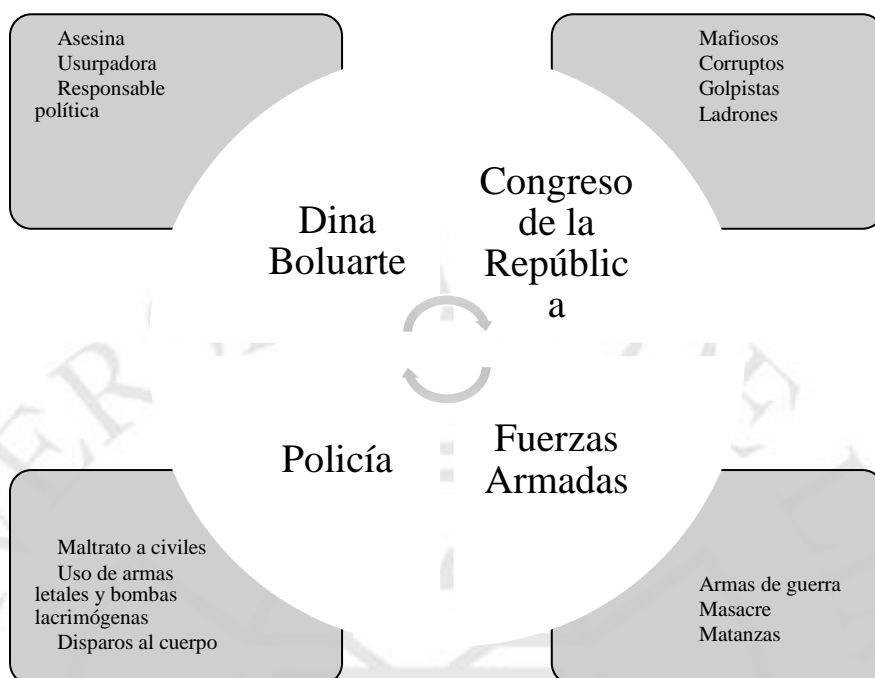 Asesina
Usurpadora
Responsable
política
Mafiosos
Corruptos
Golpistas
Ladrones
Dina
Boluarte
Congreso
de la
Repúblic
a
Policía
Fuerzas
Armadas
Maltrato a civiles
Uso de armas
letales y bombas
lacrimógenas
Disparos al cuerpo
Armas de guerra
Masacre
Matanzas